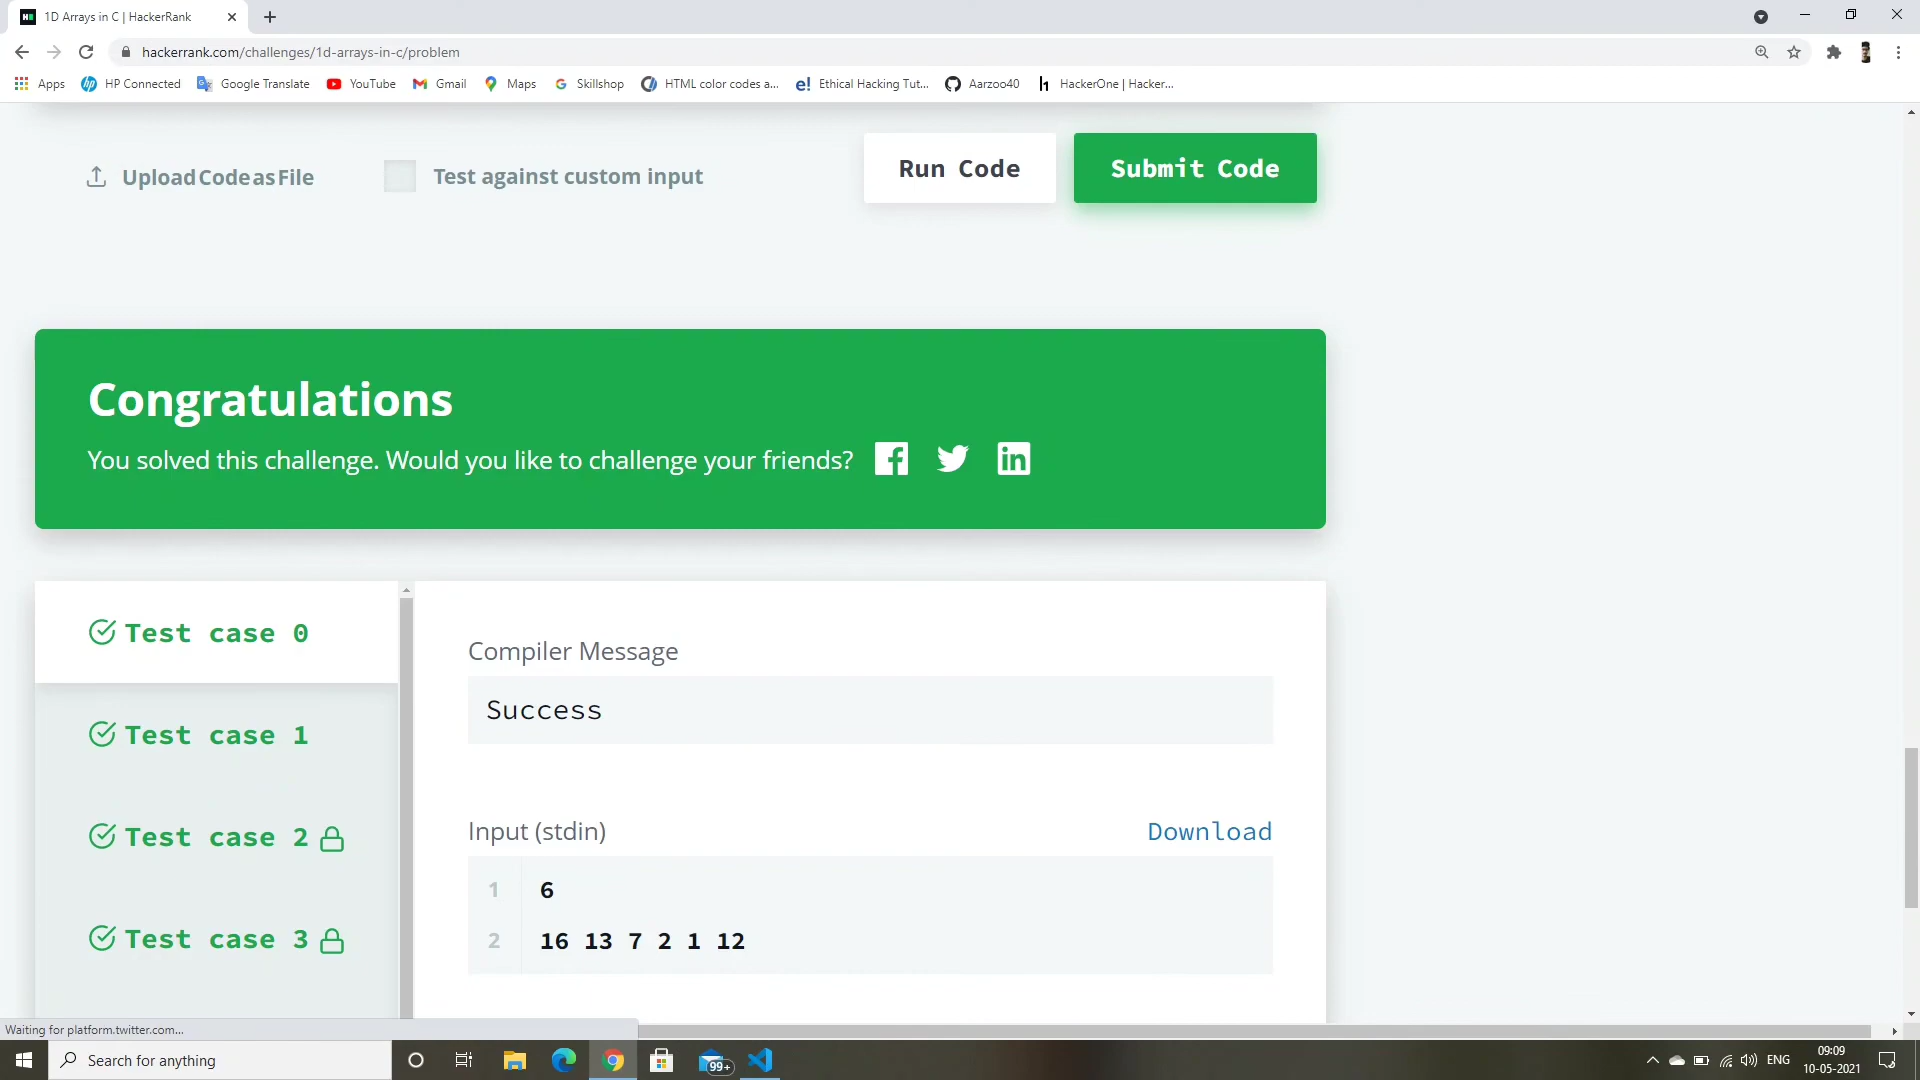 1D Arrays in C | HackerRank
hackerrank.com/challenges/1d-arrays-in-c/problem
Apps HP Connected Google Translate YouTube Gmail Maps Skillshop HTML color codes a... Ethical Hacking Tut... Aarzoo40 HackerOne | Hacker...
Upload Code as File Test against custom input Run Code Submit Code
Congratulations
You solved this challenge. Would you like to challenge your friends?
Test case 0
Test case 1
Test case 2
Test case 3
Compiler Message
Success
Input (stdin) Download
1 6
2 16 13 7 2 1 12
Waiting for platform.twitter.com...
Search for anything
99+
ENG
09:09
10-05-2021